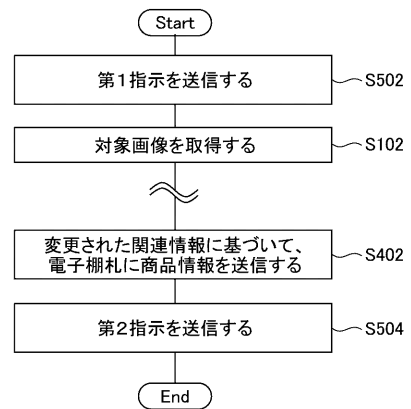 Start
第1指示を送信する
S502
対象画像を取得する
S102
変更された関連情報に基づいて、
電子棚札に商品情報を送信する
S402
第2指示を送信する
S504
End